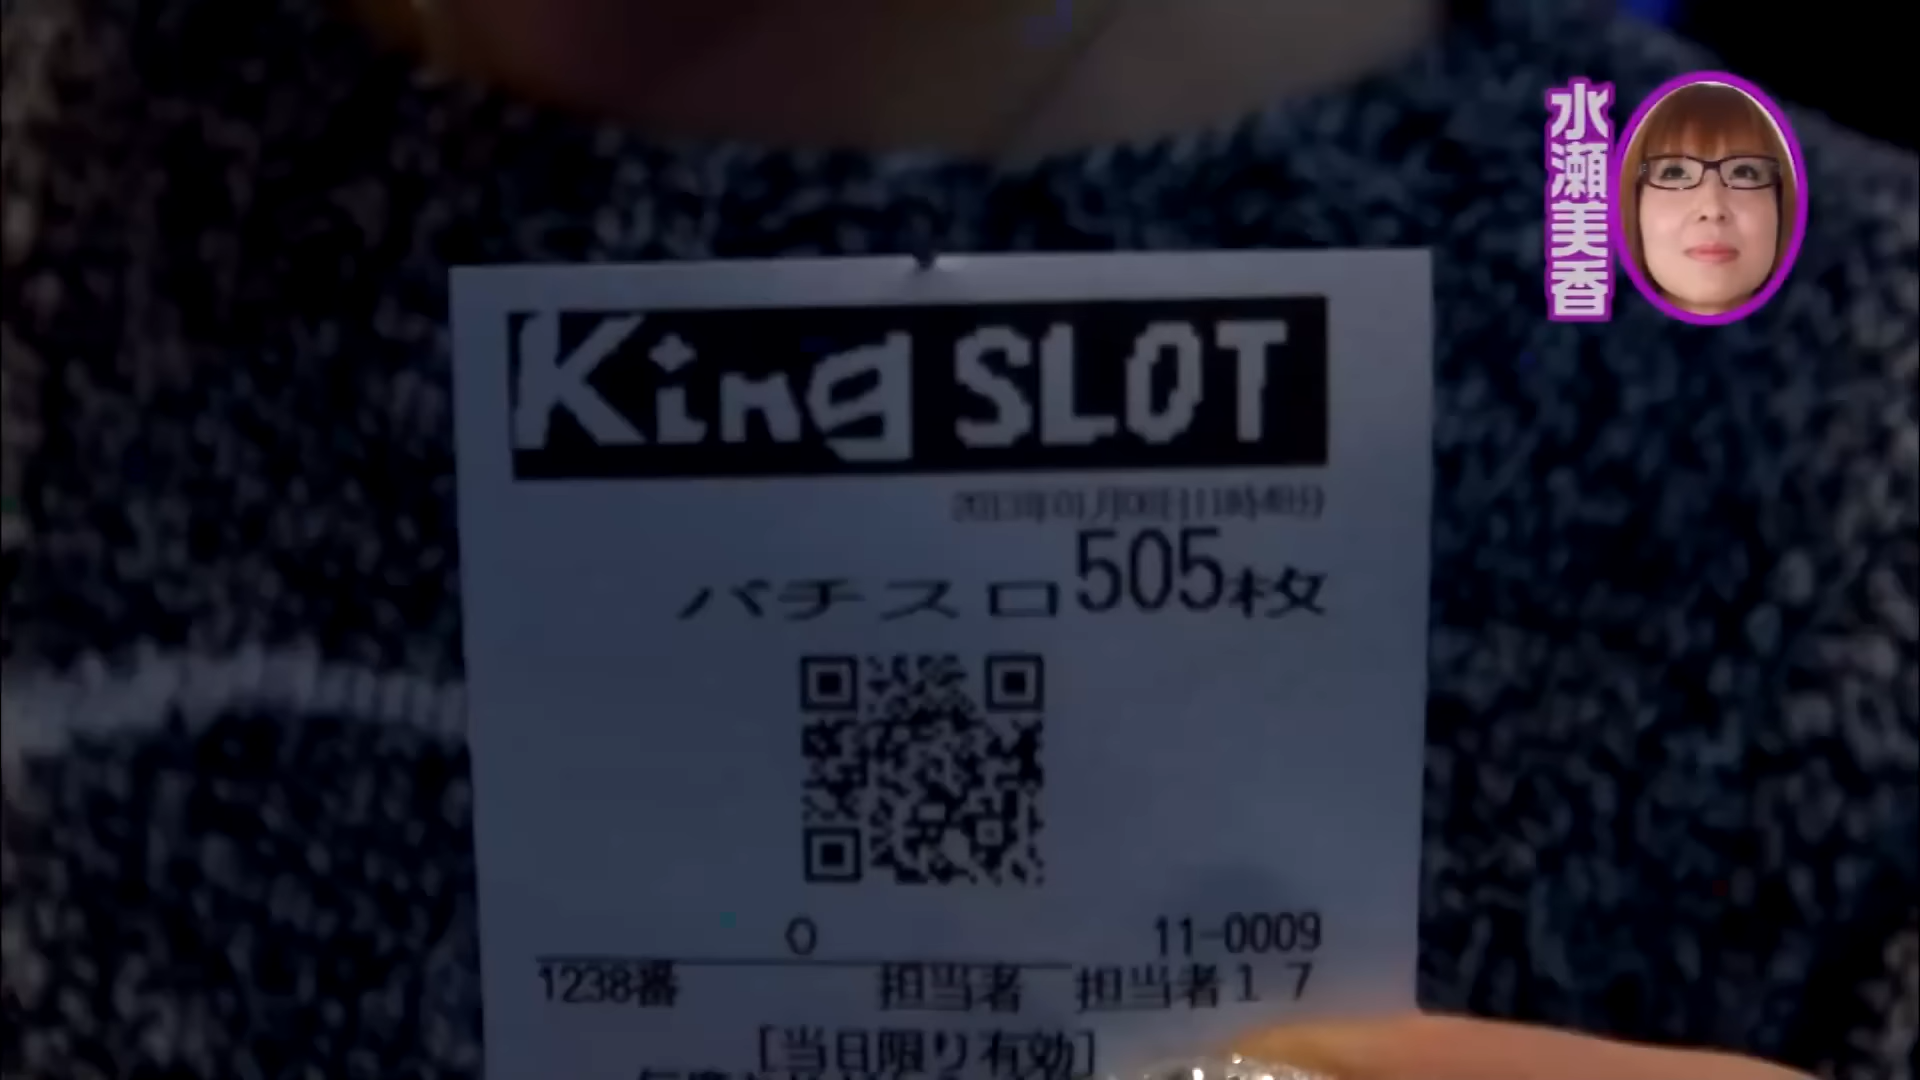 水瀬美香
King SLOT
パチスロ505枚
0
11-0009
1238番 担当者 担当者17
[当日限り有効]